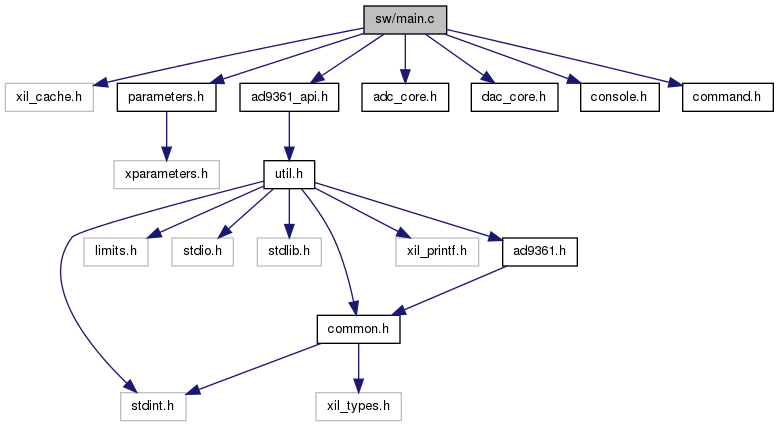 sw/main.c
xil_cache.h
parameters.h
ad9361_api.h
adc_core.h
dac_core.h
console.h
command.h
xparameters.h
util.h
limits.h
stdio.h
stdlib.h
xil_printf.h
ad9361.h
common.h
stdint.h
xil_types.h